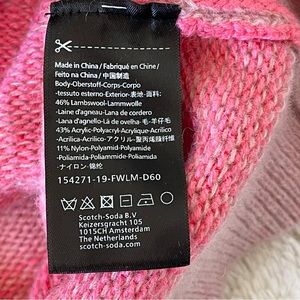 Made in China / Fabriqué en Chine /
Feito na China / 中国制造
Body-Oberstoff-Corps-Corpo
-tessuto esterno-Exterior-表地-面料:
46% Lambswool-Lammwolle
-Laine d'agneau-Lana de cordero
-Lana d'agnello-Lã de ovelha-毛-羊仔毛
43% Acrylic-Polyacryl-Acrylique-Acrilico
-Acrílica-Acrílico-アクリル-聚丙烯腈纤维
11% Nylon-Polyamid-Polyamide
-Poliamida-Poliammide-Poliamida
-ナイロン-锦纶
154271-19-FWLM-D60
Scotch-Soda B.V
Keizersgracht 105
1015CH Amsterdam
The Netherlands
scotch-soda.com